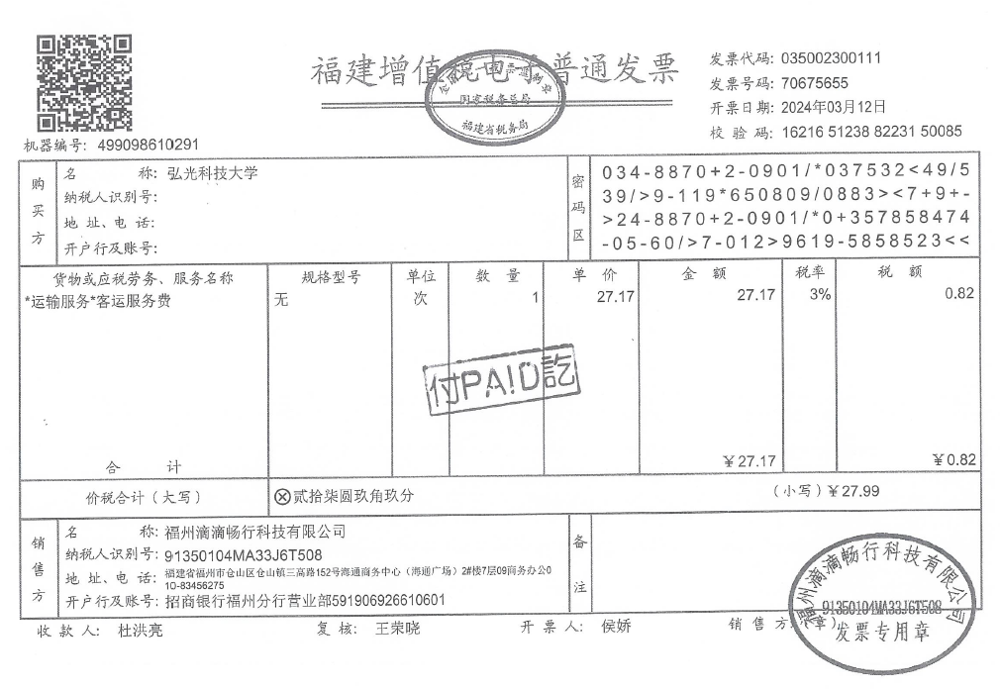 福建增值税电子普通发票
全国统一发票监制章
国家税务总局
福建省税务局
发票代码: 035002300111
发票号码: 70675655
开票日期: 2024年03月12日
校 验 码: 16216 51238 82231 50085
机器编号: 499098610291
购买方
名 称: 弘光科技大学
纳税人识别号:
地 址、电 话:
开户行及账号:
密码区
034-8870+2-0901/*037532<49/5
39/>9-119*650809/0883><7+9+-
>24-8870+2-0901/*0+357858474
-05-60/>7-012>9619-5858523<<
货物或应税劳务、服务名称 规格型号 单位 数 量 单 价 金 额 税率 税 额
*运输服务*客运服务费 无 次 1 27.17 27.17 3% 0.82
付PAID訖
合 计 ¥27.17 ¥0.82
价税合计（大写） ⓧ贰拾柒圆玖角玖分 （小写）¥27.99
销售方
名 称: 福州滴滴畅行科技有限公司
纳税人识别号: 91350104MA33J6T508
地 址、电 话: 福建省福州市仓山区仓山镇三高路152号海通商务中心（海通广场）2#楼7层09商务办公0
10-83456275
开户行及账号: 招商银行福州分行营业部591906926610601
备注
收 款 人: 杜洪亮 复 核: 王荣晓 开 票 人: 侯娇 销 售 方:（章）
福州滴滴畅行科技有限公司
91350104MA33J6T508
发票专用章